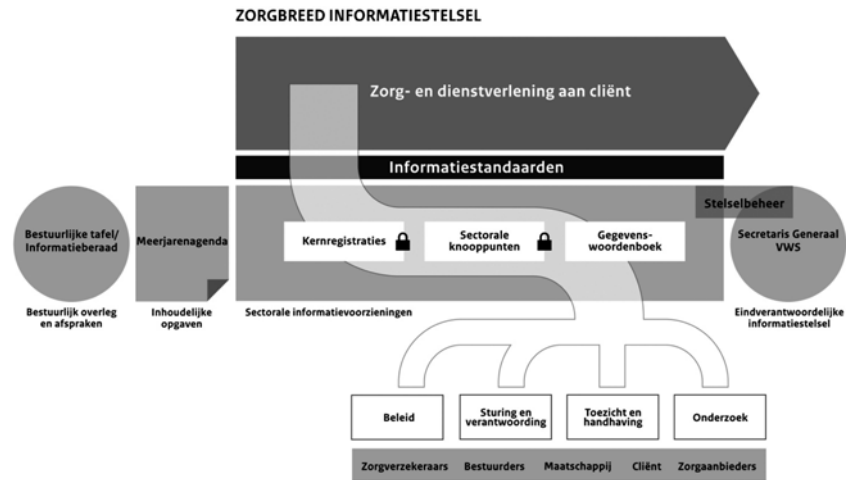 ZORGBREED INFORMATIESTELSEL
Zorg- en dienstverlening aan cliënt
Informatiestandaarden
Stelselbeheer
Bestuurlijke tafel/
Informatieberaad
Meerjarenagenda
Kernregistraties
Sectorale
knooppunten
Gegevens-
woordenboek
Secretaris Generaal
VWS
Bestuurlijk overleg
en afspraken
Inhoudelijke
opgaven
Sectorale informatievoorzieningen
Eindverantwoordelijke
informatiestelsel
Beleid
Sturing en
verantwoording
Toezicht en
handhaving
Onderzoek
Zorgverzekeraars Bestuurders Maatschappij Cliënt Zorgaanbieders